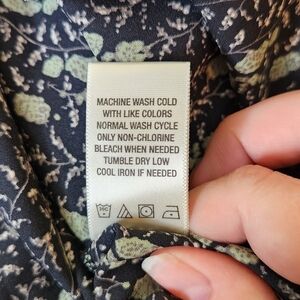 MACHINE WASH COLD
WITH LIKE COLORS
NORMAL WASH CYCLE
ONLY NON-CHLORINE
BLEACH WHEN NEEDED
TUMBLE DRY LOW
COOL IRON IF NEEDED